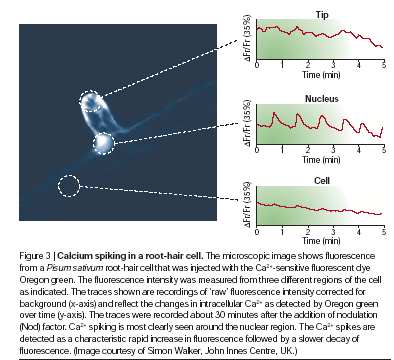 Tip
ΔFr/Fr (35%)
0 1 2 3 4 5
Time (min)
Nucleus
ΔFr/Fr (35%)
0 1 2 3 4 5
Time (min)
Cell
ΔFr/Fr (35%)
0 1 2 3 4 5
Time (min)
Figure 3 | Calcium spiking in a root-hair cell. The microscopic image shows fluorescence
from a Pisum sativum root-hair cell that was injected with the Ca²⁺-sensitive fluorescent dye
Oregon green. The fluorescence intensity was measured from three different regions of the cell
as indicated. The traces shown are recordings of 'raw' fluorescence intensity corrected for
background (x-axis) and reflect the changes in intracellular Ca²⁺ as detected by Oregon green
over time (y-axis). The traces were recorded about 30 minutes after the addition of nodulation
(Nod) factor. Ca²⁺ spiking is most clearly seen around the nuclear region. The Ca²⁺ spikes are
detected as a characteristic rapid increase in fluorescence followed by a slower decay of
fluorescence. (Image courtesy of Simon Walker, John Innes Centre, UK.)